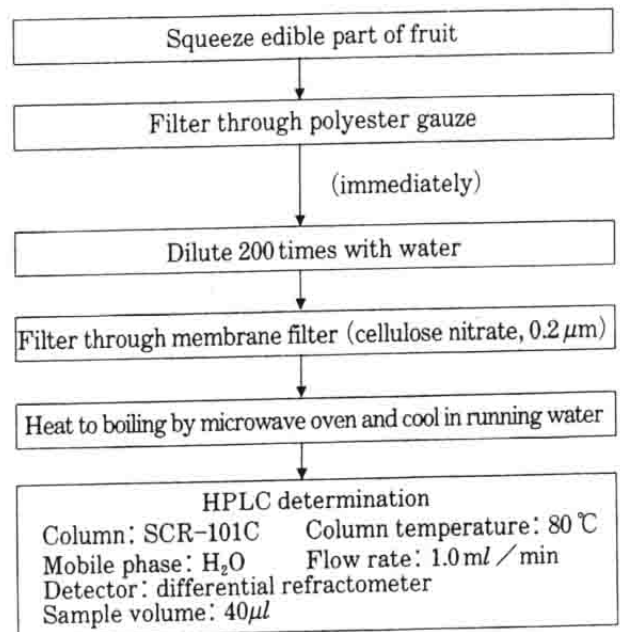 Squeeze edible part of fruit
Filter through polyester gauze
(immediately)
Dilute 200 times with water
Filter through membrane filter (cellulose nitrate, 0.2 μm)
Heat to boiling by microwave oven and cool in running water
HPLC determination
Column: SCR-101C Column temperature: 80 ℃
Mobile phase: H₂O Flow rate: 1.0 ml／min
Detector: differential refractometer
Sample volume: 40μl